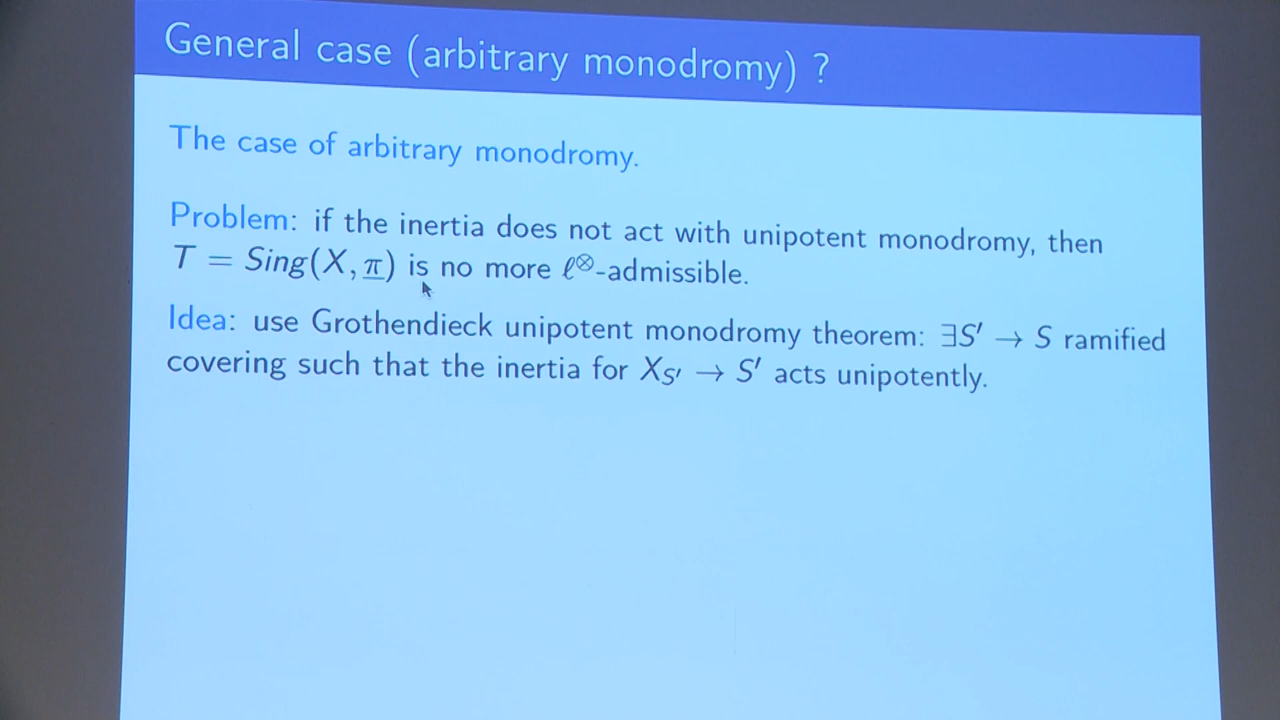 General case (arbitrary monodromy) ?
The case of arbitrary monodromy.
Problem: if the inertia does not act with unipotent monodromy, then
T = Sing(X, π) is no more ℓ⊗-admissible.
Idea: use Grothendieck unipotent monodromy theorem: ∃S′ → S ramified
covering such that the inertia for X_S′ → S′ acts unipotently.